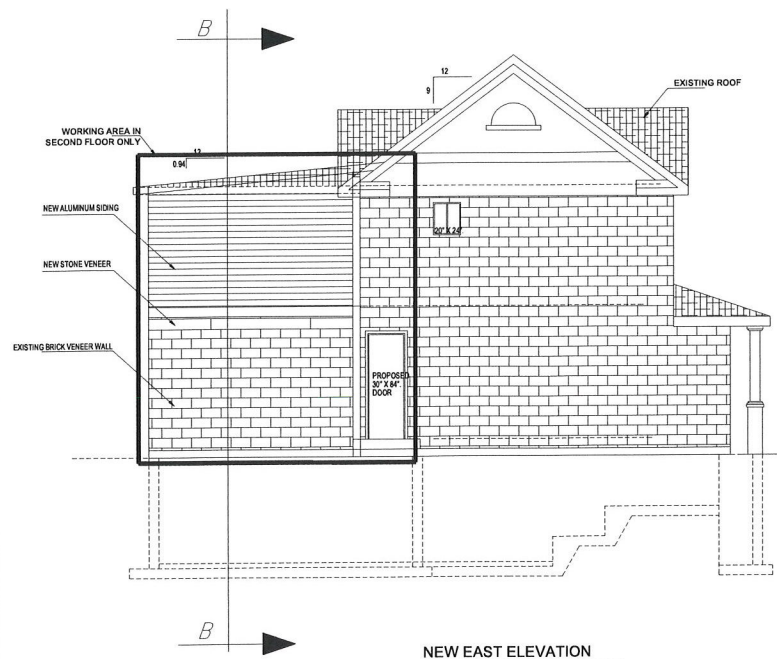 B
12
9
EXISTING ROOF
WORKING AREA IN
SECOND FLOOR ONLY
12
0.94
NEW ALUMINUM SIDING
20" X 24"
NEW STONE VENEER
EXISTING BRICK VENEER WALL
PROPOSED
30" X 84".
DOOR
B
NEW EAST ELEVATION